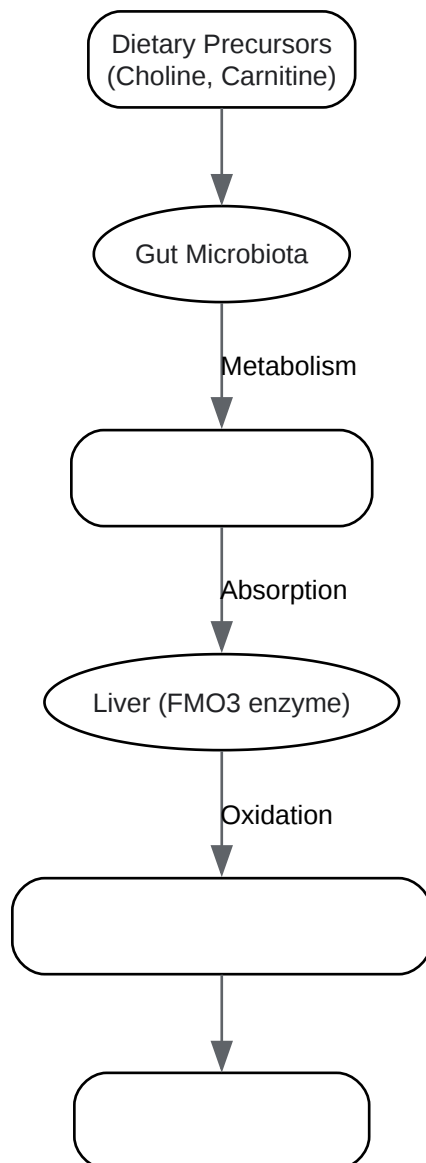 Dietary Precursors
(Choline, Carnitine)
Gut Microbiota
Metabolism
Absorption
Liver (FMO3 enzyme)
Oxidation